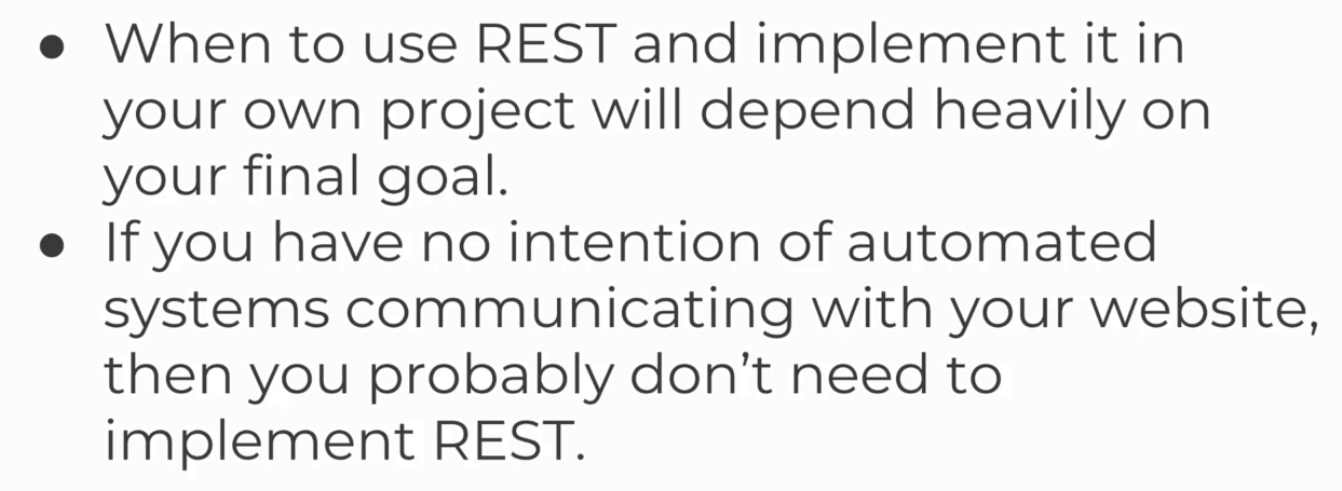 ● When to use REST and implement it in
your own project will depend heavily on
your final goal.
● If you have no intention of automated
systems communicating with your website,
then you probably don’t need to
implement REST.